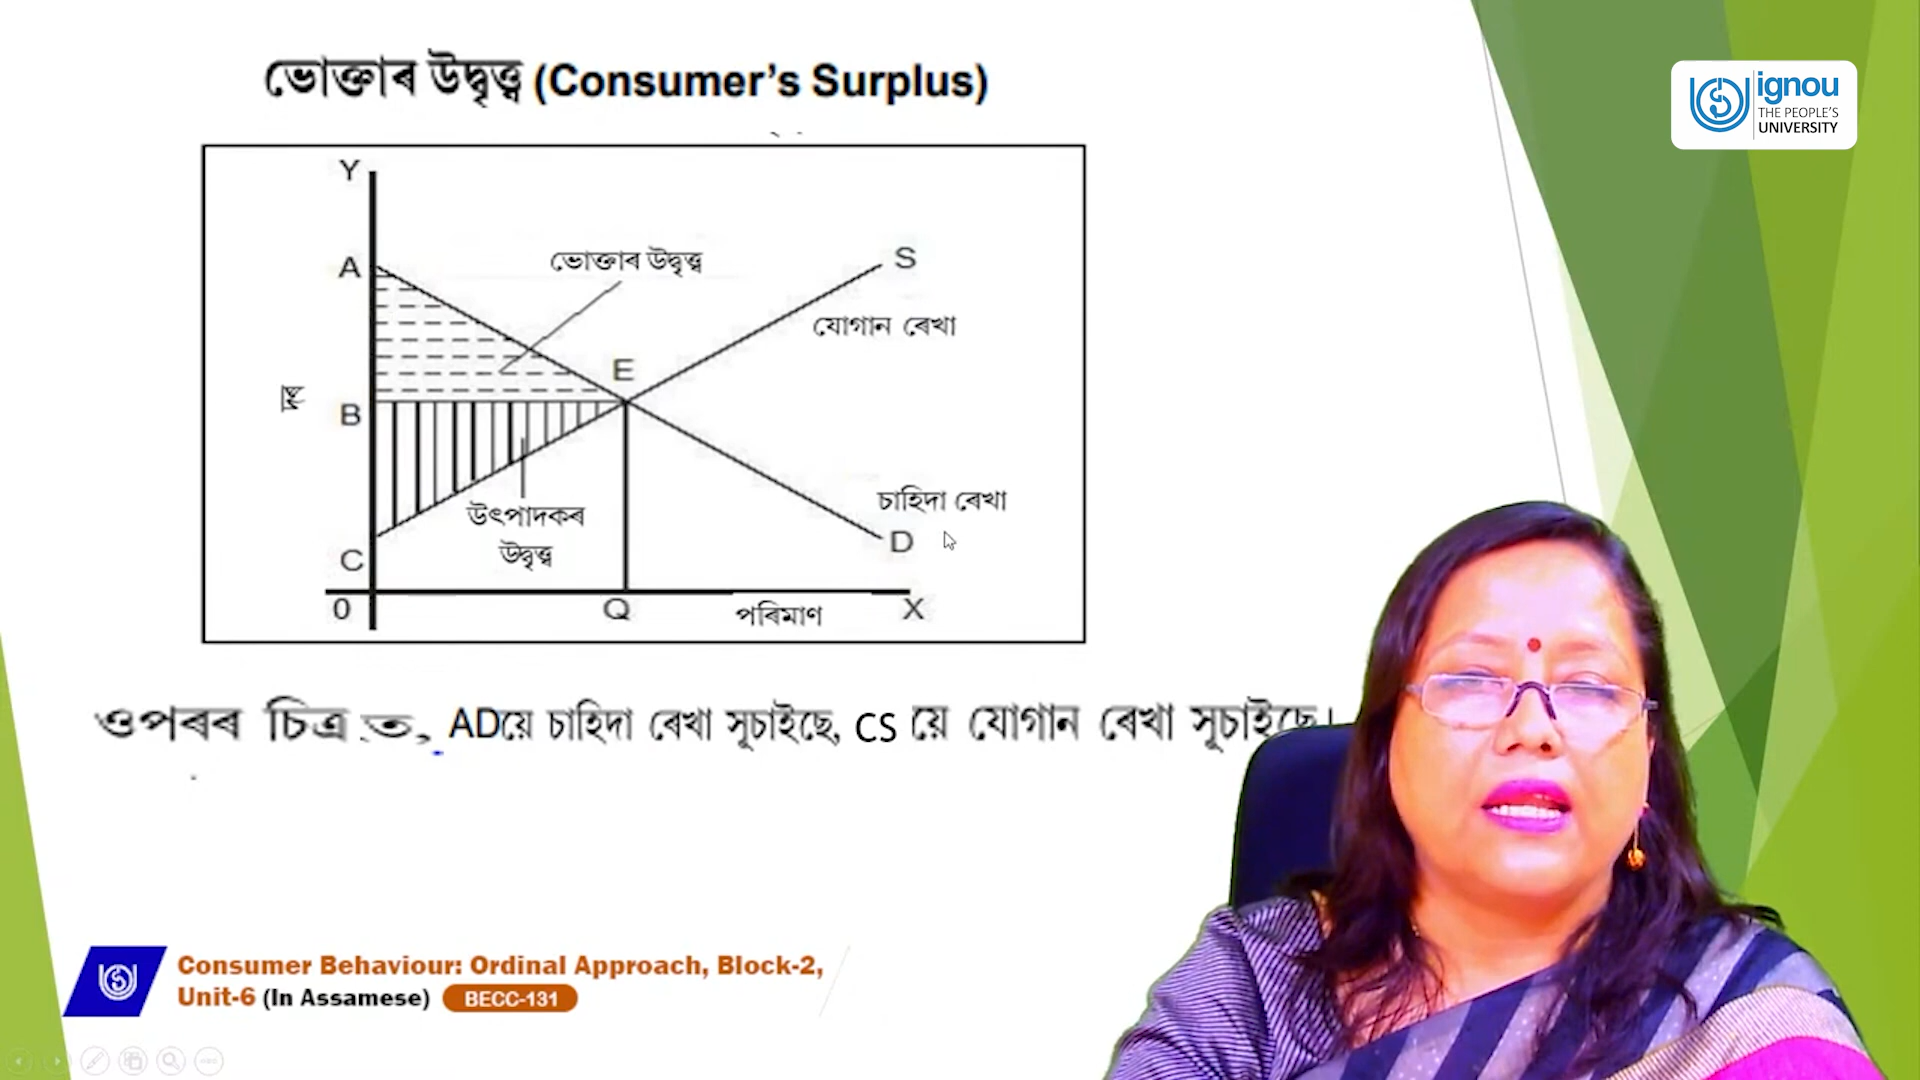 ভোক্তাৰ উদ্বৃত্ত (Consumer's Surplus)
ignou
THE PEOPLE'S
UNIVERSITY
Y
A
ভোক্তাৰ উদ্বৃত্ত
S
যোগান ৰেখা
E
B
চাহিদা ৰেখা
D
উৎপাদকৰ
উদ্বৃত্ত
C
0
Q
পৰিমাণ
X
ওপৰৰ চিত্ৰ ত, ADয়ে চাহিদা ৰেখা সূচাইছে, CS য়ে যোগান ৰেখা সূচাইছে।
Consumer Behaviour: Ordinal Approach, Block-2,
Unit-6 (In Assamese) BECC-131